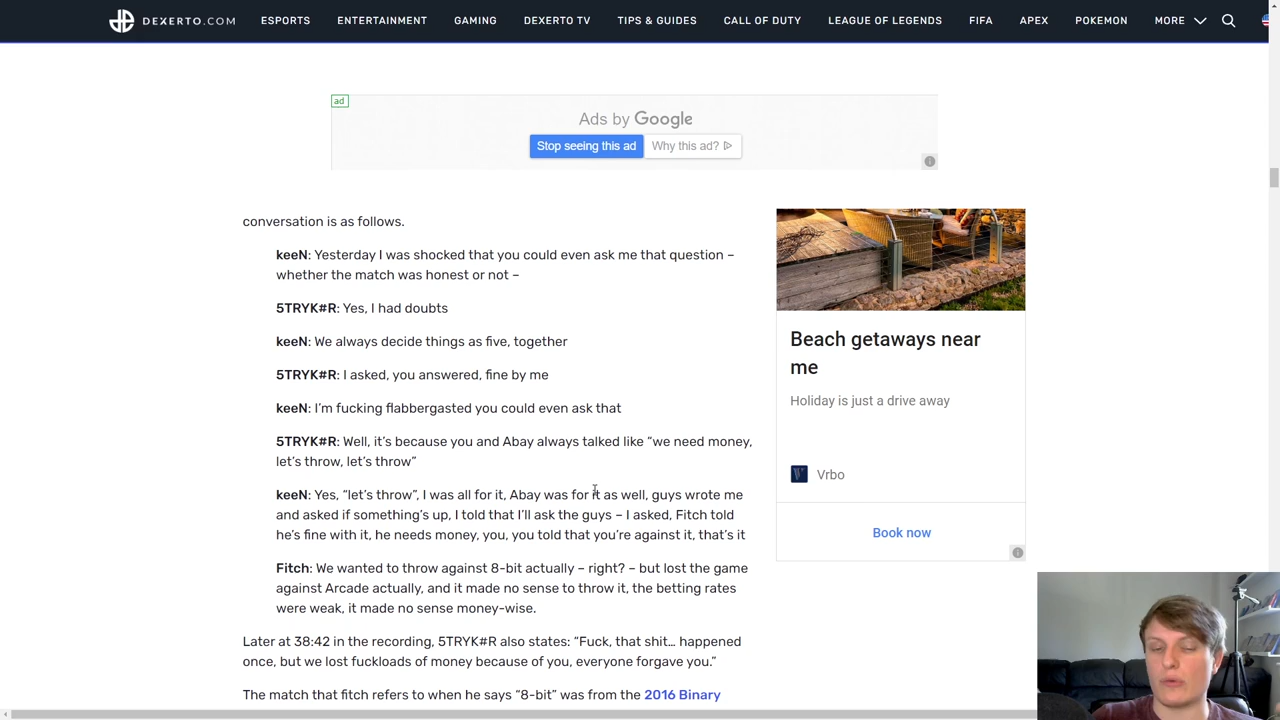 DEXERTO.COM ESPORTS ENTERTAINMENT GAMING DEXERTO TV TIPS & GUIDES CALL OF DUTY LEAGUE OF LEGENDS FIFA APEX POKEMON MORE
ad
Ads by Google
Stop seeing this ad Why this ad?
conversation is as follows.
keeN: Yesterday I was shocked that you could even ask me that question –
whether the match was honest or not –
5TRYK#R: Yes, I had doubts
keeN: We always decide things as five, together
5TRYK#R: I asked, you answered, fine by me
keeN: I’m fucking flabbergasted you could even ask that
5TRYK#R: Well, it’s because you and Abay always talked like “we need money,
let’s throw, let’s throw”
keeN: Yes, “let’s throw”, I was all for it, Abay was for it as well, guys wrote me
and asked if something’s up, I told that I’ll ask the guys – I asked, Fitch told
he’s fine with it, he needs money, you, you told that you’re against it, that’s it
Fitch: We wanted to throw against 8-bit actually – right? – but lost the game
against Arcade actually, and it made no sense to throw it, the betting rates
were weak, it made no sense money-wise.
Later at 38:42 in the recording, 5TRYK#R also states: “Fuck, that shit… happened
once, but we lost fuckloads of money because of you, everyone forgave you.”
The match that fitch refers to when he says “8-bit” was from the 2016 Binary
Beach getaways near
me
Holiday is just a drive away
Vrbo
Book now